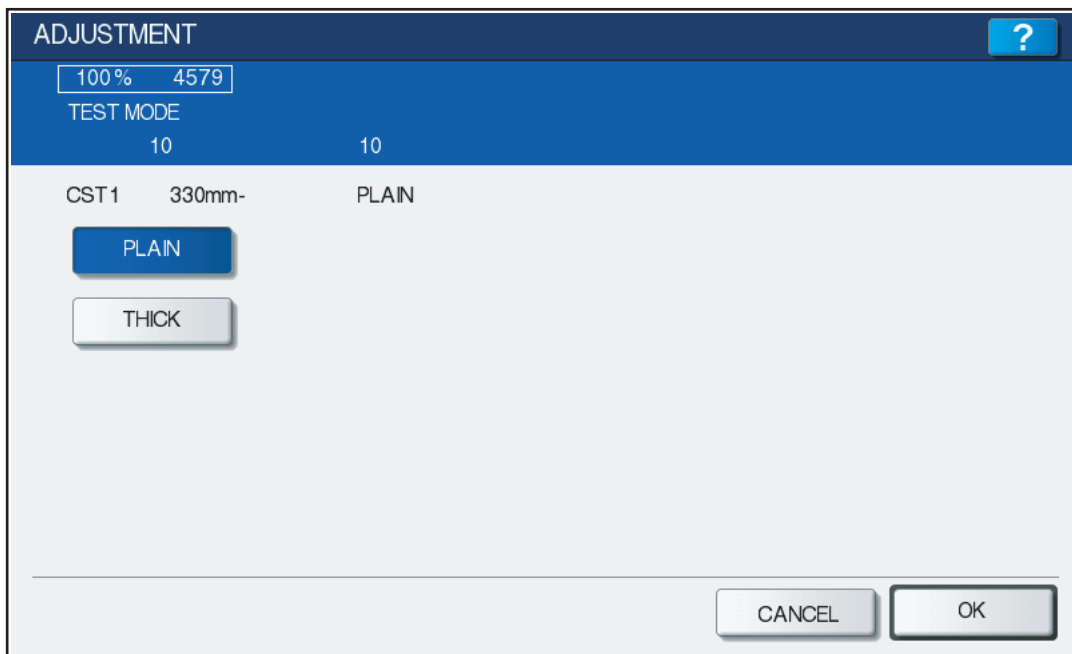 ADJUSTMENT ?
100% 4579
TEST MODE
10 10
CST1 330mm- PLAIN
PLAIN
THICK
CANCEL OK